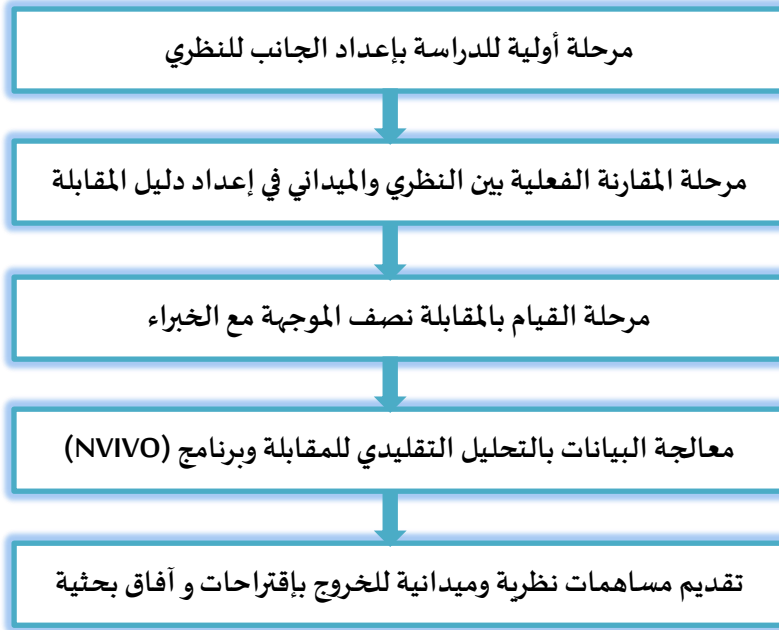 مرحلة أولية للدراسة بإعداد الجانب للنظري
مرحلة المقارنة الفعلية بين النظري والميداني في إعداد دليل المقابلة
مرحلة القيام بالمقابلة نصف الموجهة مع الخبراء
معالجة البيانات بالتحليل التقليدي للمقابلة وبرنامج (NVIVO)
تقديم مساهمات نظرية وميدانية للخروج بإقتراحات و آفاق بحثية